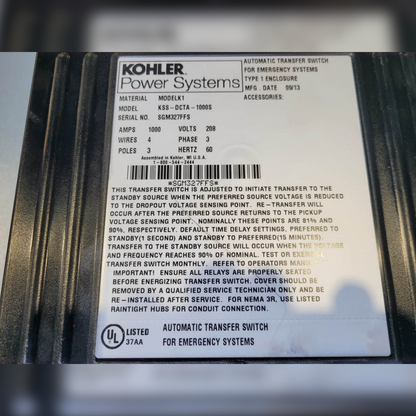 KOHLER
Power Systems
AUTOMATIC TRANSFER SWITCH
FOR EMERGENCY SYSTEMS
TYPE 1 ENCLOSURE
MFG. DATE 09/13
ACCESSORIES:
MATERIAL MODELK1
MODEL KSS-DCTA-1000S
SERIAL NO. SGM327FFS
AMPS 1000 VOLTS 208
WIRES 4 PHASE 3
POLES 3 HERTZ 60
Assembled in Kohler, WI U.S.A.
1-800-544-2444
*SGM327FFS*
THIS TRANSFER SWITCH IS ADJUSTED TO INITIATE TRANSFER TO THE
STANDBY SOURCE WHEN THE PREFERRED SOURCE VOLTAGE IS REDUCED
TO THE DROPOUT VOLTAGE SENSING POINT. RE-TRANSFER WILL
OCCUR AFTER THE PREFERRED SOURCE RETURNS TO THE PICKUP
VOLTAGE SENSING POINT. NOMINALLY THESE POINTS ARE 81% AND
90%, RESPECTIVELY. DEFAULT TIME DELAY SETTINGS, PREFERRED TO
STANDBY(1 SECOND) AND STANDBY TO PREFERRED(15 MINUTES).
TRANSFER TO THE STANDBY SOURCE WILL OCCUR WHEN THE VOLTAGE
AND FREQUENCY REACHES 90% OF NOMINAL. TEST OR EXERCISE
TRANSFER SWITCH MONTHLY. REFER TO OPERATORS MANUAL.
IMPORTANT! ENSURE ALL RELAYS ARE PROPERLY SEATED
BEFORE ENERGIZING TRANSFER SWITCH. COVER SHOULD BE
REMOVED BY A QUALIFIED SERVICE TECHNICIAN ONLY AND BE
RE-INSTALLED AFTER SERVICE. FOR NEMA 3R, USE LISTED
RAINTIGHT HUBS FOR CONDUIT CONNECTION.
UL LISTED
37AA
AUTOMATIC TRANSFER SWITCH
FOR EMERGENCY SYSTEMS